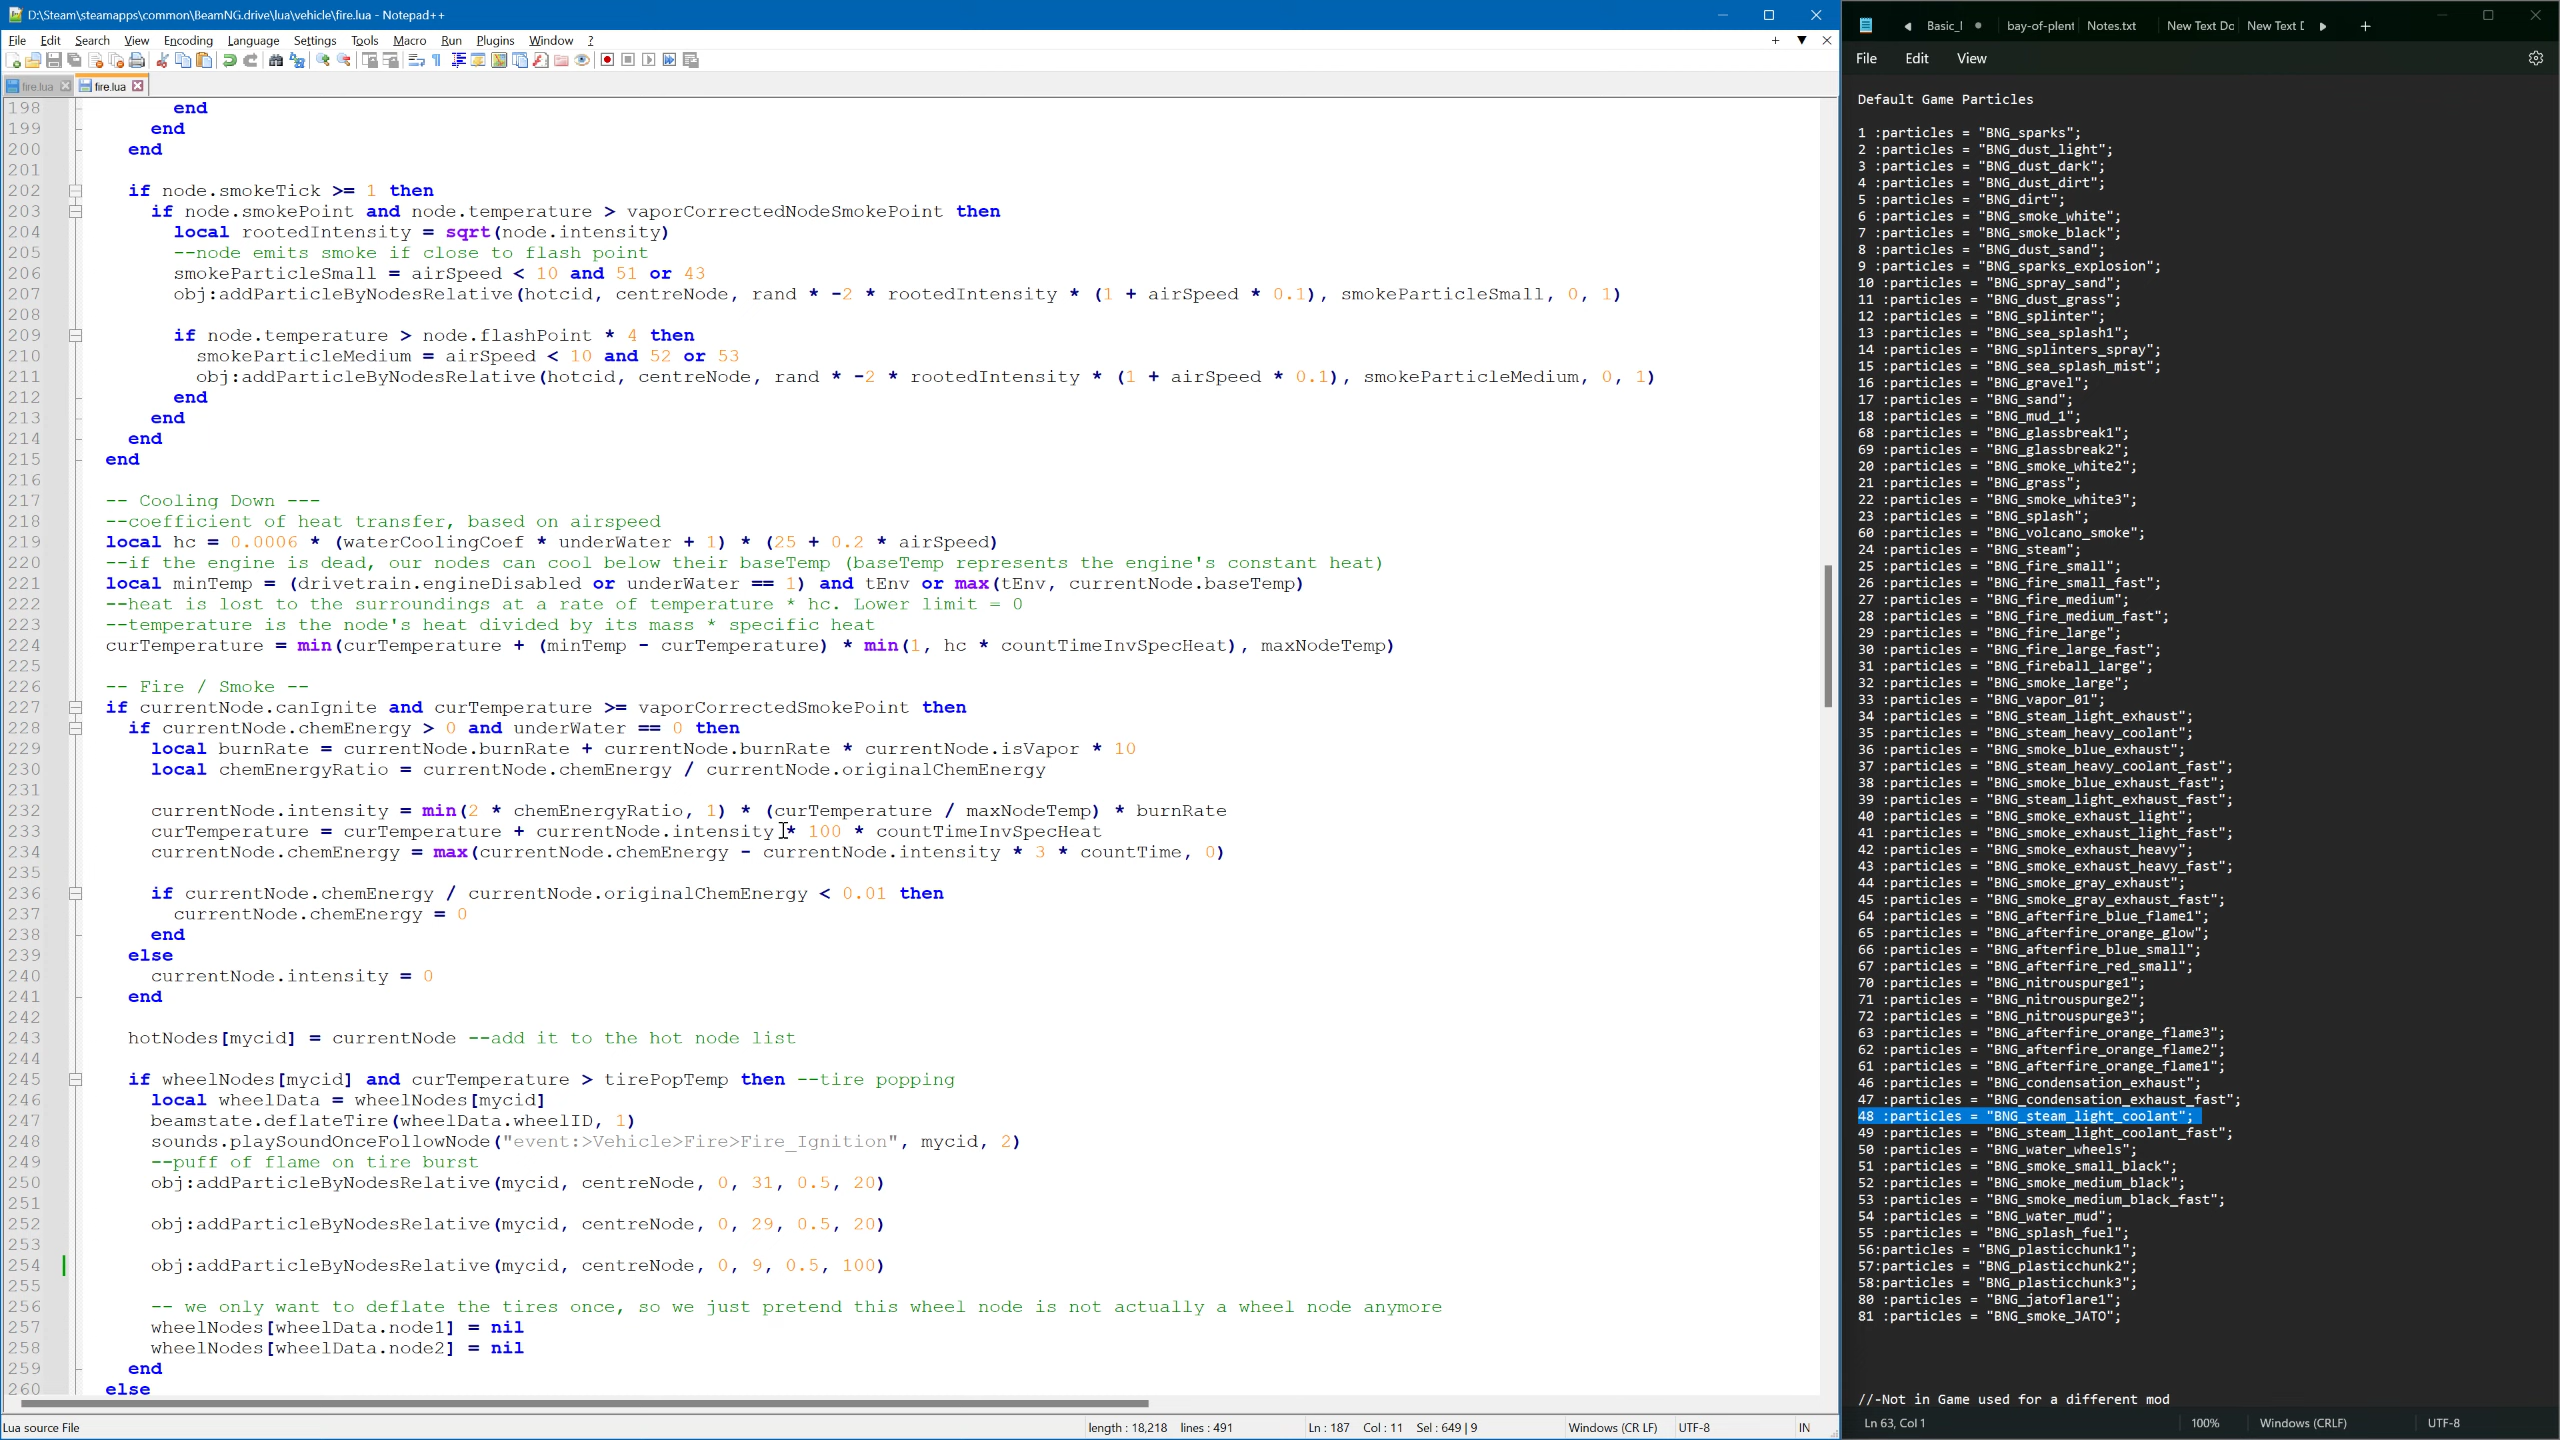 D:\Steam\steamapps\common\BeamNG.drive\lua\vehicle\fire.lua - Notepad++
File Edit Search View Encoding Language Settings Tools Macro Run Plugins Window ?
fire.lua fire.lua
198 end
199 end
200 end
201
202 if node.smokeTick >= 1 then
203 if node.smokePoint and node.temperature > vaporCorrectedNodeSmokePoint then
204 local rootedIntensity = sqrt(node.intensity)
205 --node emits smoke if close to flash point
206 smokeParticleSmall = airSpeed < 10 and 51 or 43
207 obj:addParticleByNodesRelative(hotcid, centreNode, rand * -2 * rootedIntensity * (1 + airSpeed * 0.1), smokeParticleSmall, 0, 1)
208
209 if node.temperature > node.flashPoint * 4 then
210 smokeParticleMedium = airSpeed < 10 and 52 or 53
211 obj:addParticleByNodesRelative(hotcid, centreNode, rand * -2 * rootedIntensity * (1 + airSpeed * 0.1), smokeParticleMedium, 0, 1)
212 end
213 end
214 end
215 end
216
217 -- Cooling Down ---
218 --coefficient of heat transfer, based on airspeed
219 local hc = 0.0006 * (waterCoolingCoef * underWater + 1) * (25 + 0.2 * airSpeed)
220 --if the engine is dead, our nodes can cool below their baseTemp (baseTemp represents the engine's constant heat)
221 local minTemp = (drivetrain.engineDisabled or underWater == 1) and tEnv or max(tEnv, currentNode.baseTemp)
222 --heat is lost to the surroundings at a rate of temperature * hc. Lower limit = 0
223 --temperature is the node's heat divided by its mass * specific heat
224 curTemperature = min(curTemperature + (minTemp - curTemperature) * min(1, hc * countTimeInvSpecHeat), maxNodeTemp)
225
226 -- Fire / Smoke --
227 if currentNode.canIgnite and curTemperature >= vaporCorrectedSmokePoint then
228 if currentNode.chemEnergy > 0 and underWater == 0 then
229 local burnRate = currentNode.burnRate + currentNode.burnRate * currentNode.isVapor * 10
230 local chemEnergyRatio = currentNode.chemEnergy / currentNode.originalChemEnergy
231
232 currentNode.intensity = min(2 * chemEnergyRatio, 1) * (curTemperature / maxNodeTemp) * burnRate
233 curTemperature = curTemperature + currentNode.intensity * 100 * countTimeInvSpecHeat
234 currentNode.chemEnergy = max(currentNode.chemEnergy - currentNode.intensity * 3 * countTime, 0)
235
236 if currentNode.chemEnergy / currentNode.originalChemEnergy < 0.01 then
237 currentNode.chemEnergy = 0
238 end
239 else
240 currentNode.intensity = 0
241 end
242
243 hotNodes[mycid] = currentNode --add it to the hot node list
244
245 if wheelNodes[mycid] and curTemperature > tirePopTemp then --tire popping
246 local wheelData = wheelNodes[mycid]
247 beamstate.deflateTire(wheelData.wheelID, 1)
248 sounds.playSoundOnceFollowNode("event:>Vehicle>Fire>Fire_Ignition", mycid, 2)
249 --puff of flame on tire burst
250 obj:addParticleByNodesRelative(mycid, centreNode, 0, 31, 0.5, 20)
251
252 obj:addParticleByNodesRelative(mycid, centreNode, 0, 29, 0.5, 20)
253
254 obj:addParticleByNodesRelative(mycid, centreNode, 0, 9, 0.5, 100)
255
256 -- we only want to deflate the tires once, so we just pretend this wheel node is not actually a wheel node anymore
257 wheelNodes[wheelData.node1] = nil
258 wheelNodes[wheelData.node2] = nil
259 end
260 else
Lua source File length : 18,218 lines : 491 Ln : 187 Col : 11 Sel : 649 | 9 Windows (CR LF) UTF-8 IN
Basic_I bay-of-plent Notes.txt New Text Do New Text D
File Edit View
Default Game Particles
1 :particles = "BNG_sparks";
2 :particles = "BNG_dust_light";
3 :particles = "BNG_dust_dark";
4 :particles = "BNG_dust_dirt";
5 :particles = "BNG_dirt";
6 :particles = "BNG_smoke_white";
7 :particles = "BNG_smoke_black";
8 :particles = "BNG_dust_sand";
9 :particles = "BNG_sparks_explosion";
10 :particles = "BNG_spray_sand";
11 :particles = "BNG_dust_grass";
12 :particles = "BNG_splinter";
13 :particles = "BNG_sea_splash1";
14 :particles = "BNG_splinters_spray";
15 :particles = "BNG_sea_splash_mist";
16 :particles = "BNG_gravel";
17 :particles = "BNG_sand";
18 :particles = "BNG_mud_1";
68 :particles = "BNG_glassbreak1";
69 :particles = "BNG_glassbreak2";
20 :particles = "BNG_smoke_white2";
21 :particles = "BNG_grass";
22 :particles = "BNG_smoke_white3";
23 :particles = "BNG_splash";
60 :particles = "BNG_volcano_smoke";
24 :particles = "BNG_steam";
25 :particles = "BNG_fire_small";
26 :particles = "BNG_fire_small_fast";
27 :particles = "BNG_fire_medium";
28 :particles = "BNG_fire_medium_fast";
29 :particles = "BNG_fire_large";
30 :particles = "BNG_fire_large_fast";
31 :particles = "BNG_fireball_large";
32 :particles = "BNG_smoke_large";
33 :particles = "BNG_vapor_01";
34 :particles = "BNG_steam_light_exhaust";
35 :particles = "BNG_steam_heavy_coolant";
36 :particles = "BNG_smoke_blue_exhaust";
37 :particles = "BNG_steam_heavy_coolant_fast";
38 :particles = "BNG_smoke_blue_exhaust_fast";
39 :particles = "BNG_steam_light_exhaust_fast";
40 :particles = "BNG_smoke_exhaust_light";
41 :particles = "BNG_smoke_exhaust_light_fast";
42 :particles = "BNG_smoke_exhaust_heavy";
43 :particles = "BNG_smoke_exhaust_heavy_fast";
44 :particles = "BNG_smoke_gray_exhaust";
45 :particles = "BNG_smoke_gray_exhaust_fast";
64 :particles = "BNG_afterfire_blue_flame1";
65 :particles = "BNG_afterfire_orange_glow";
66 :particles = "BNG_afterfire_blue_small";
67 :particles = "BNG_afterfire_red_small";
70 :particles = "BNG_nitrouspurge1";
71 :particles = "BNG_nitrouspurge2";
72 :particles = "BNG_nitrouspurge3";
63 :particles = "BNG_afterfire_orange_flame3";
62 :particles = "BNG_afterfire_orange_flame2";
61 :particles = "BNG_afterfire_orange_flame1";
46 :particles = "BNG_condensation_exhaust";
47 :particles = "BNG_condensation_exhaust_fast";
48 :particles = "BNG_steam_light_coolant";
49 :particles = "BNG_steam_light_coolant_fast";
50 :particles = "BNG_water_wheels";
51 :particles = "BNG_smoke_small_black";
52 :particles = "BNG_smoke_medium_black";
53 :particles = "BNG_smoke_medium_black_fast";
54 :particles = "BNG_water_mud";
55 :particles = "BNG_splash_fuel";
56:particles = "BNG_plasticchunk1";
57:particles = "BNG_plasticchunk2";
58:particles = "BNG_plasticchunk3";
80 :particles = "BNG_jatoflare1";
81 :particles = "BNG_smoke_JATO";
//-Not in Game used for a different mod
Ln 63, Col 1 100% Windows (CRLF) UTF-8